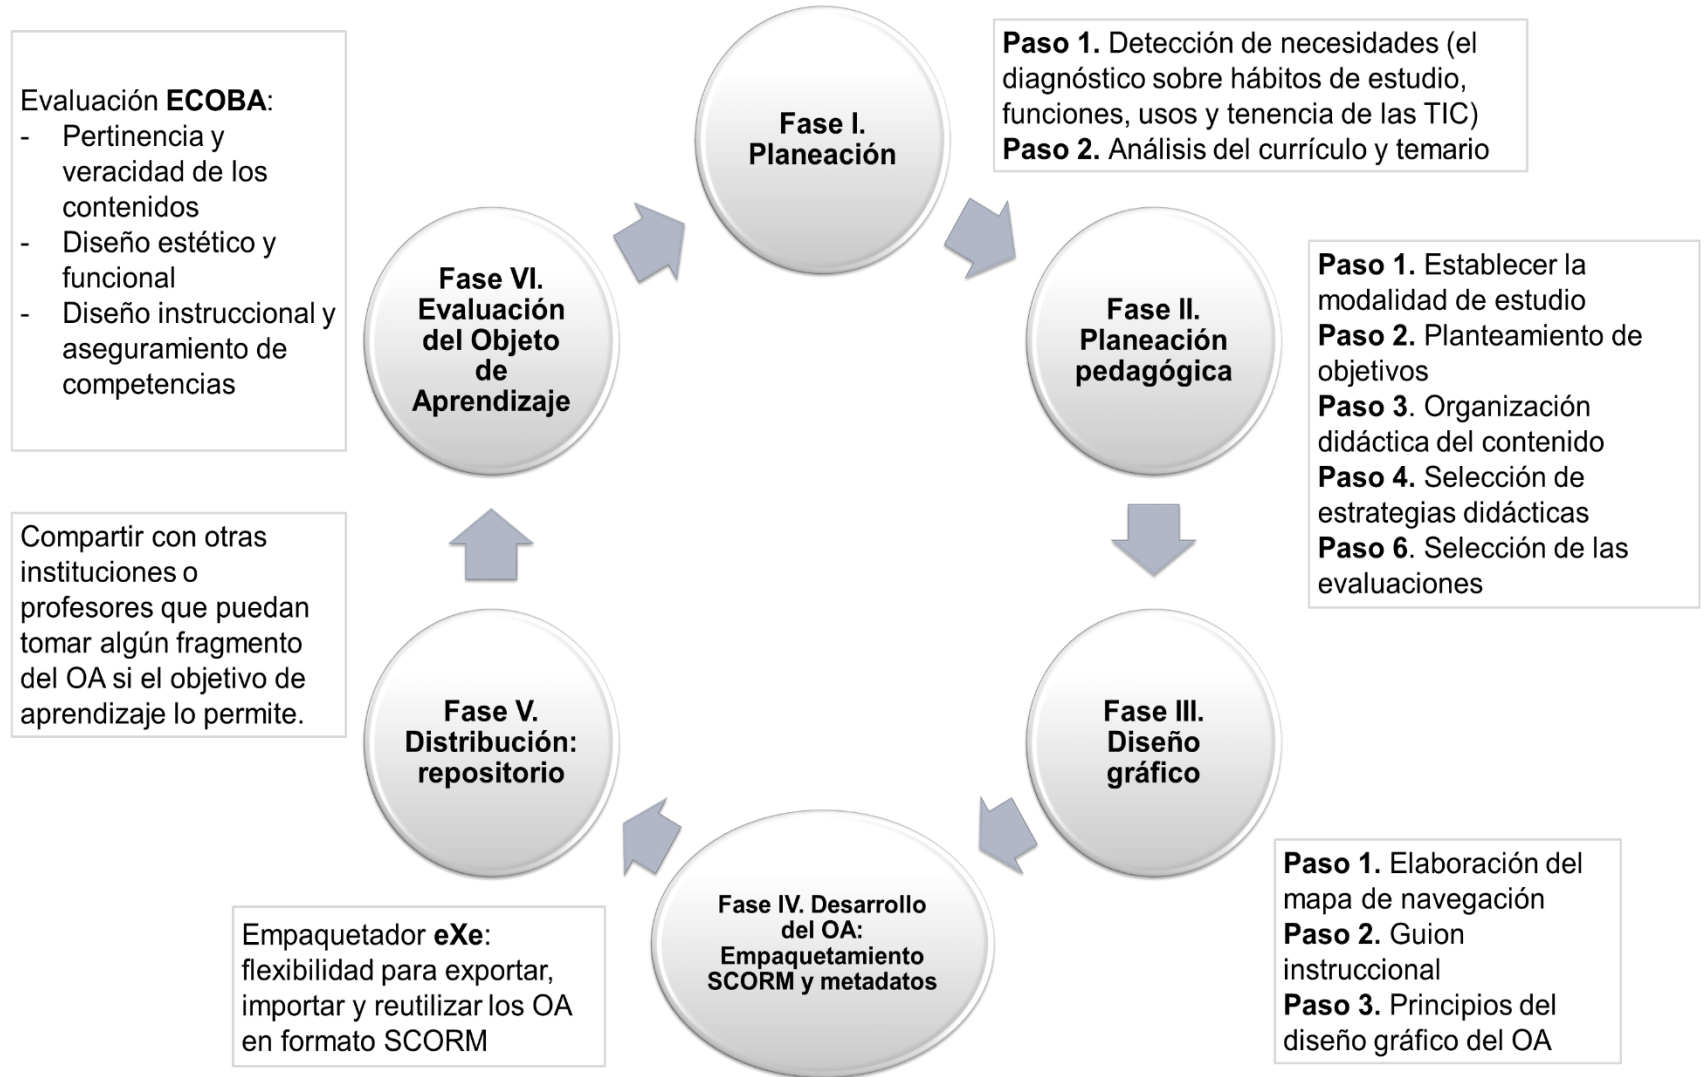 Fase I.
Planeación
Paso 1. Detección de necesidades (el
diagnóstico sobre hábitos de estudio,
funciones, usos y tenencia de las TIC)
Paso 2. Análisis del currículo y temario
Fase II.
Planeación
pedagógica
Paso 1. Establecer la
modalidad de estudio
Paso 2. Planteamiento de
objetivos
Paso 3. Organización
didáctica del contenido
Paso 4. Selección de
estrategias didácticas
Paso 6. Selección de las
evaluaciones
Fase III.
Diseño
gráfico
Paso 1. Elaboración del
mapa de navegación
Paso 2. Guion
instruccional
Paso 3. Principios del
diseño gráfico del OA
Fase IV. Desarrollo
del OA:
Empaquetamiento
SCORM y metadatos
Empaquetador eXe:
flexibilidad para exportar,
importar y reutilizar los OA
en formato SCORM
Fase V.
Distribución:
repositorio
Compartir con otras
instituciones o
profesores que puedan
tomar algún fragmento
del OA si el objetivo de
aprendizaje lo permite.
Fase VI.
Evaluación
del Objeto
de
Aprendizaje
Evaluación ECOBA:
- Pertinencia y
veracidad de los
contenidos
- Diseño estético y
funcional
- Diseño instruccional y
aseguramiento de
competencias